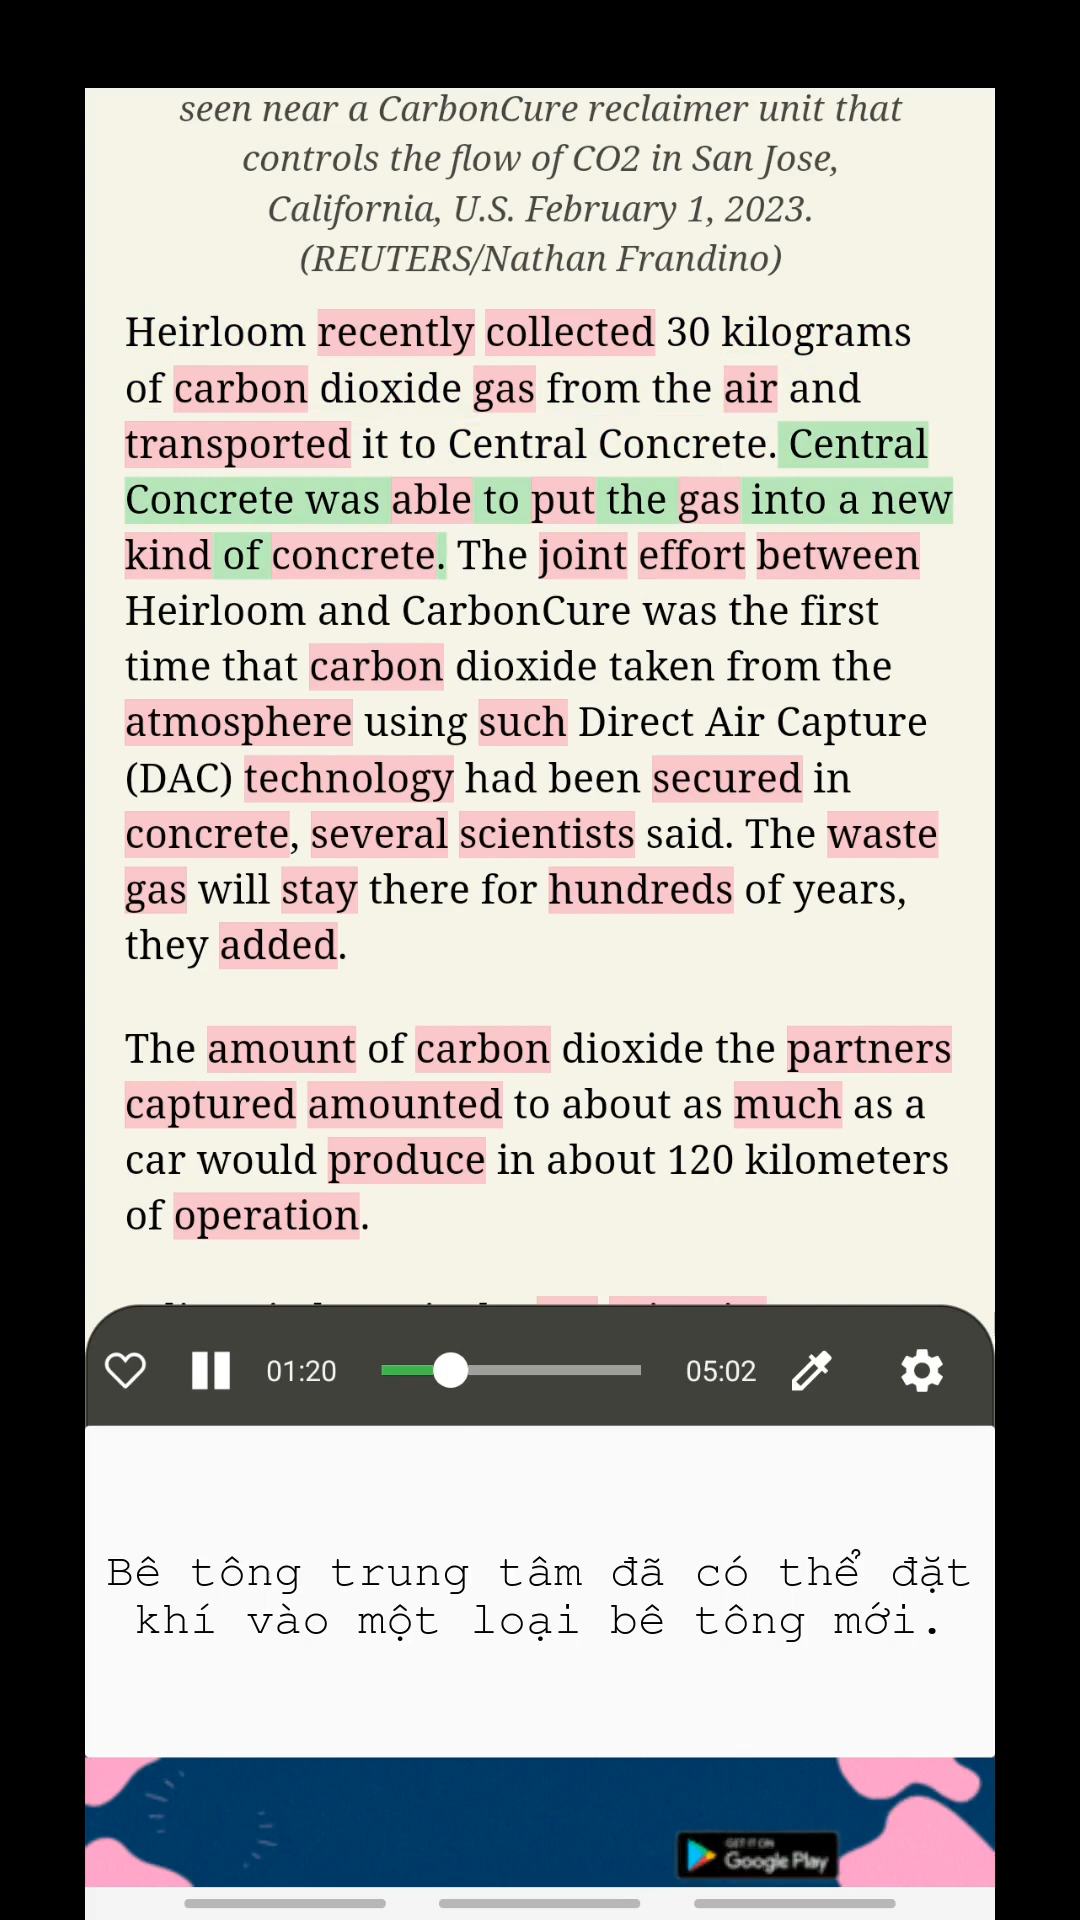 seen near a CarbonCure reclaimer unit that
controls the flow of CO2 in San Jose,
California, U.S. February 1, 2023.
(REUTERS/Nathan Frandino)
Heirloom recently collected 30 kilograms
of carbon dioxide gas from the air and
transported it to Central Concrete. Central
Concrete was able to put the gas into a new
kind of concrete. The joint effort between
Heirloom and CarbonCure was the first
time that carbon dioxide taken from the
atmosphere using such Direct Air Capture
(DAC) technology had been secured in
concrete, several scientists said. The waste
gas will stay there for hundreds of years,
they added.
The amount of carbon dioxide the partners
captured amounted to about as much as a
car would produce in about 120 kilometers
of operation.
01:20
05:02
Bê tông trung tâm đã có thể đặt
khí vào một loại bê tông mới.
GET IT ON
Google Play